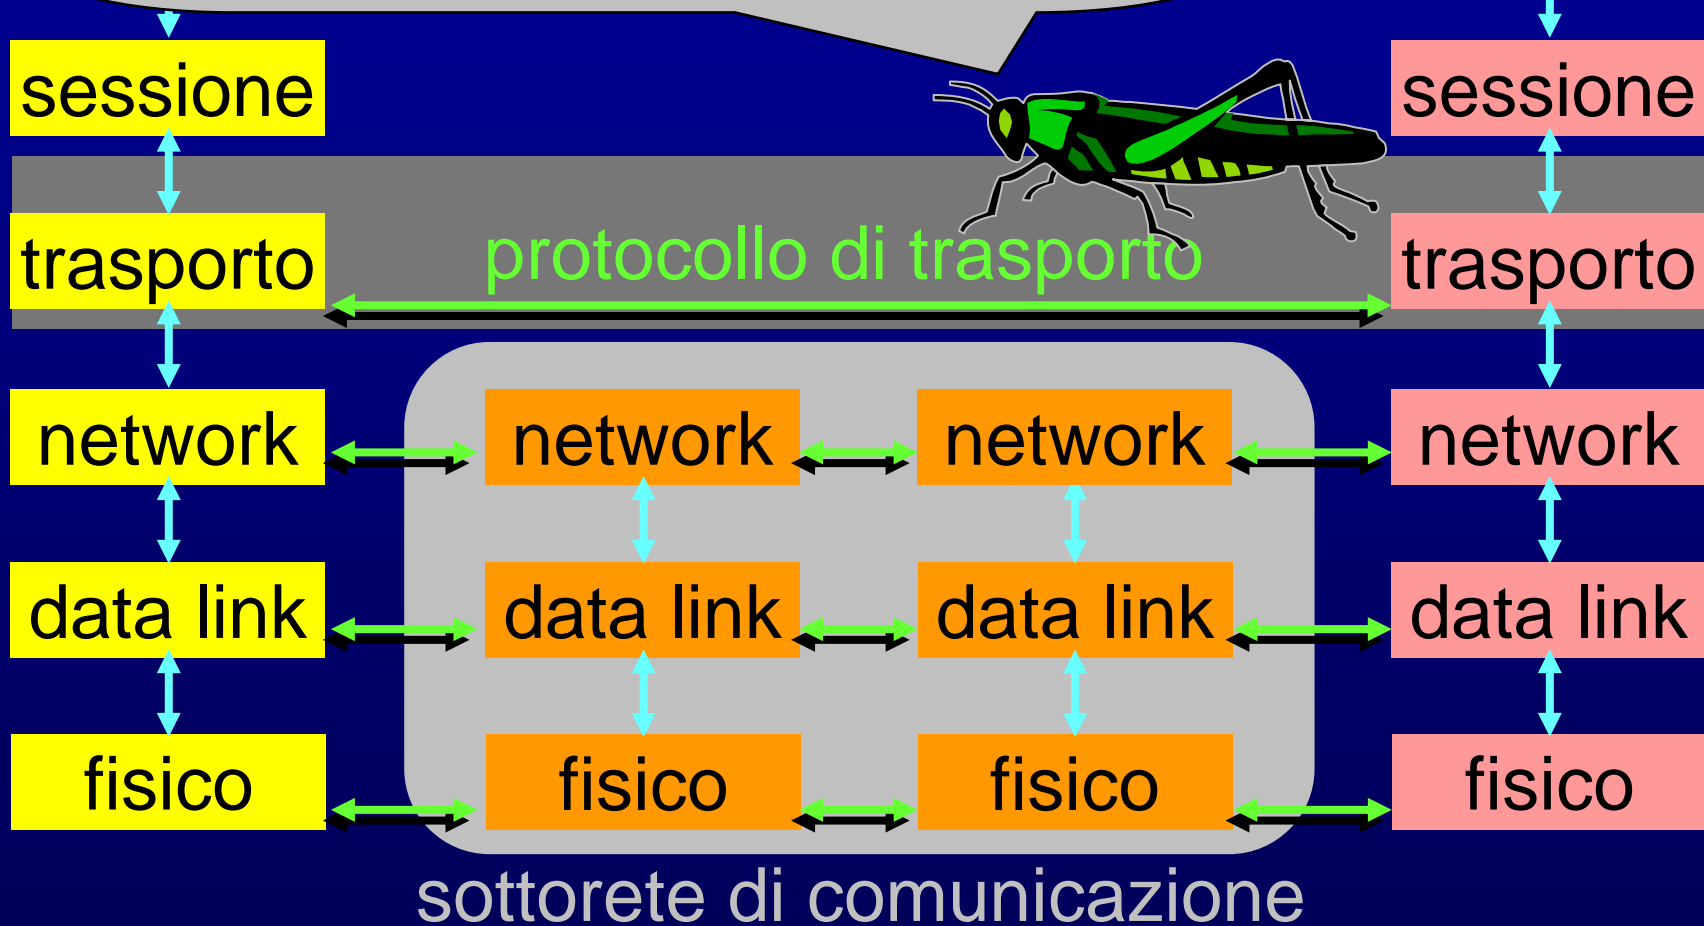 sessione
sessione
trasporto
protocollo di trasporto
trasporto
network
network
network
network
data link
data link
data link
data link
fisico
fisico
fisico
fisico
sottorete di comunicazione